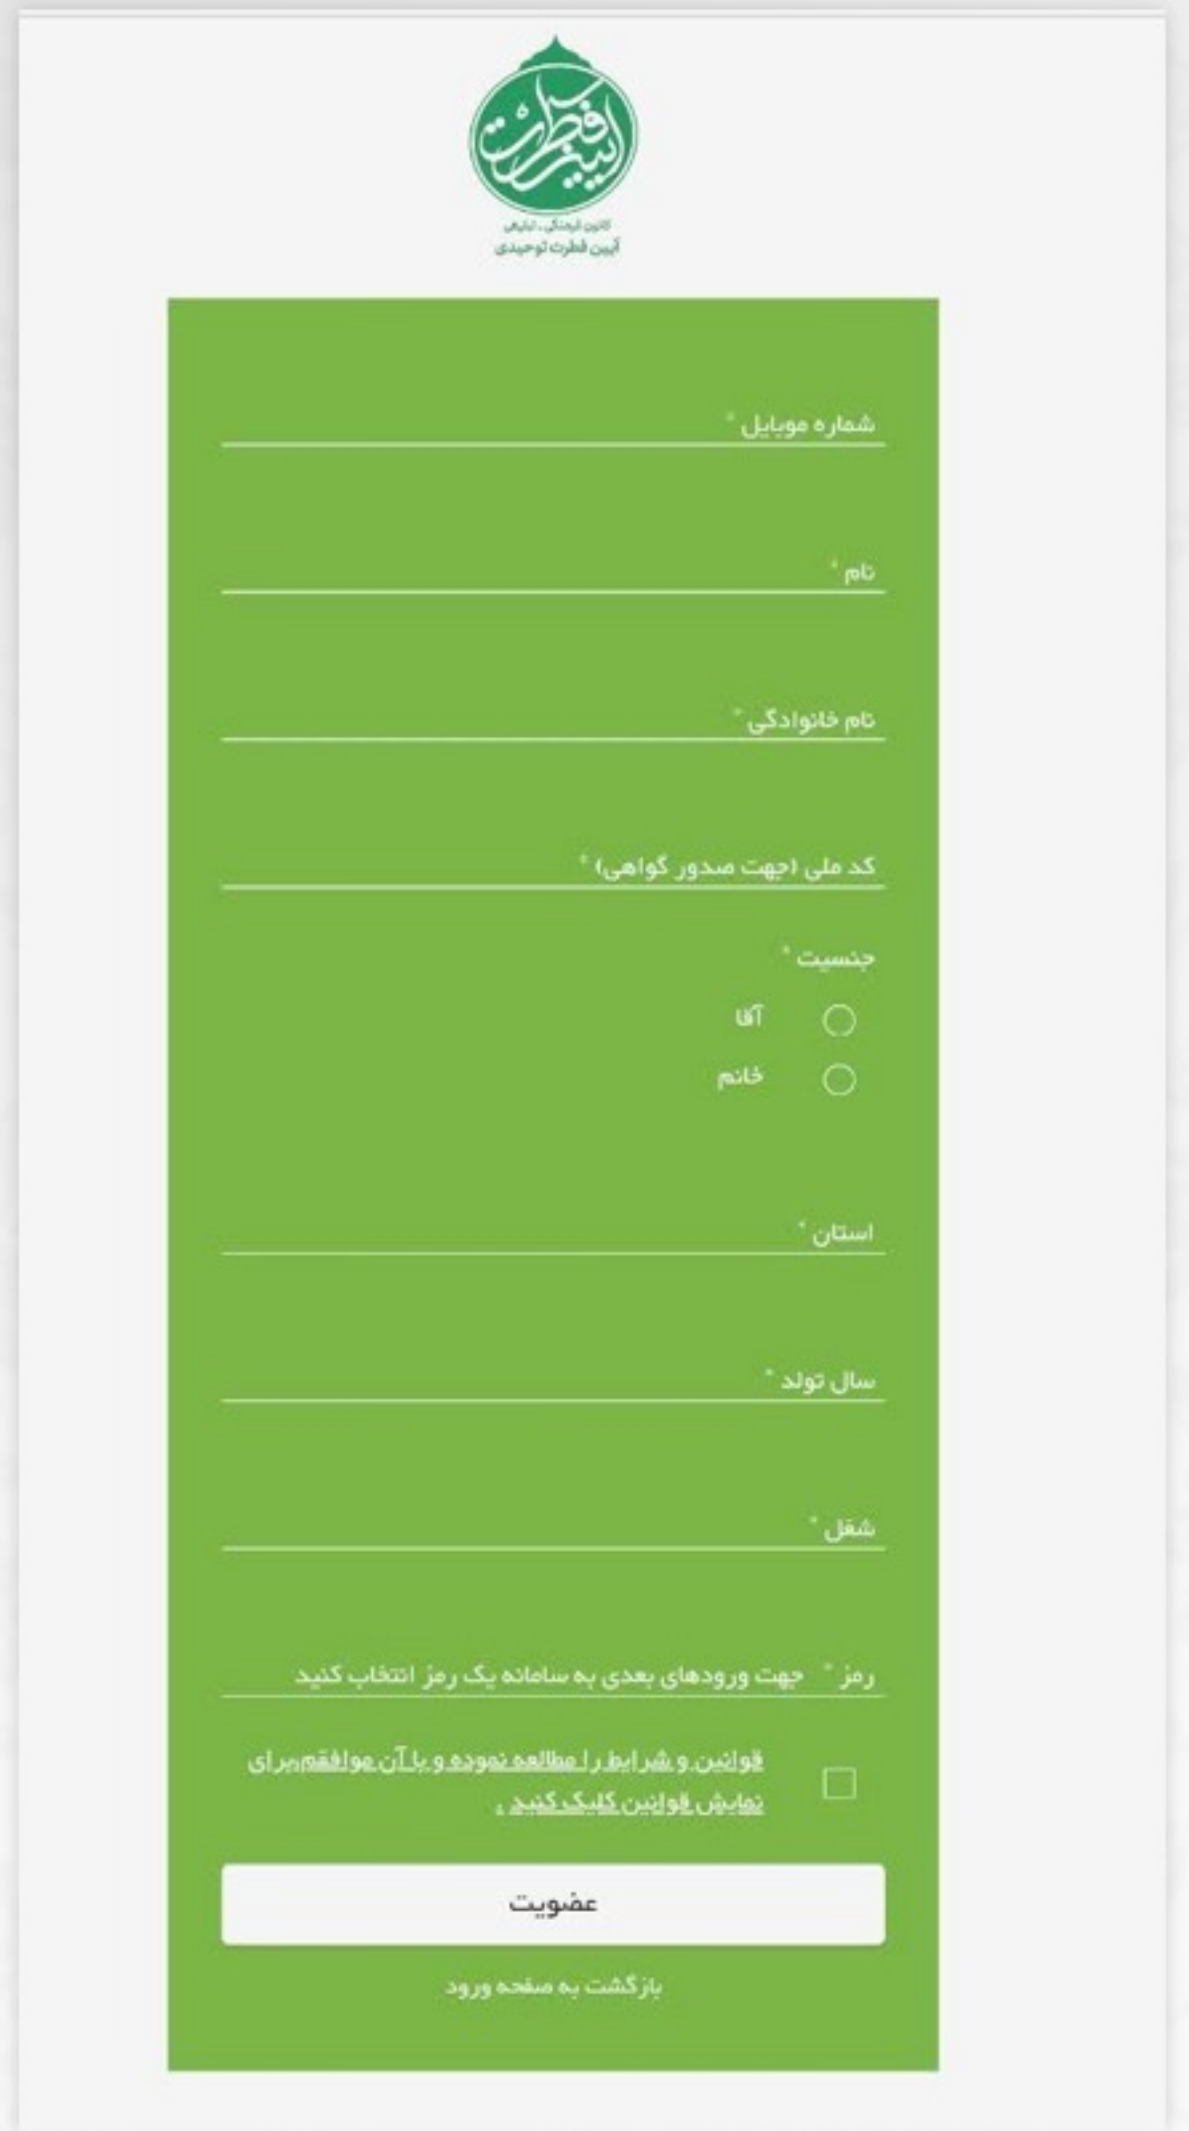 آیین فطرت
کانون فرهنگی ـ تبلیغی
آیین فطرت توحیدی
شماره موبایل *
نام *
نام خانوادگی *
کد ملی (جهت صدور گواهی) *
جنسیت *
آقا
خانم
استان *
سال تولد *
شغل *
رمز * جهت ورودهای بعدی به سامانه یک رمز انتخاب کنید
قوانین و شرایط را مطالعه نموده و با آن موافقم،برای
نمایش قوانین کلیک کنید .
عضویت
بازگشت به صفحه ورود